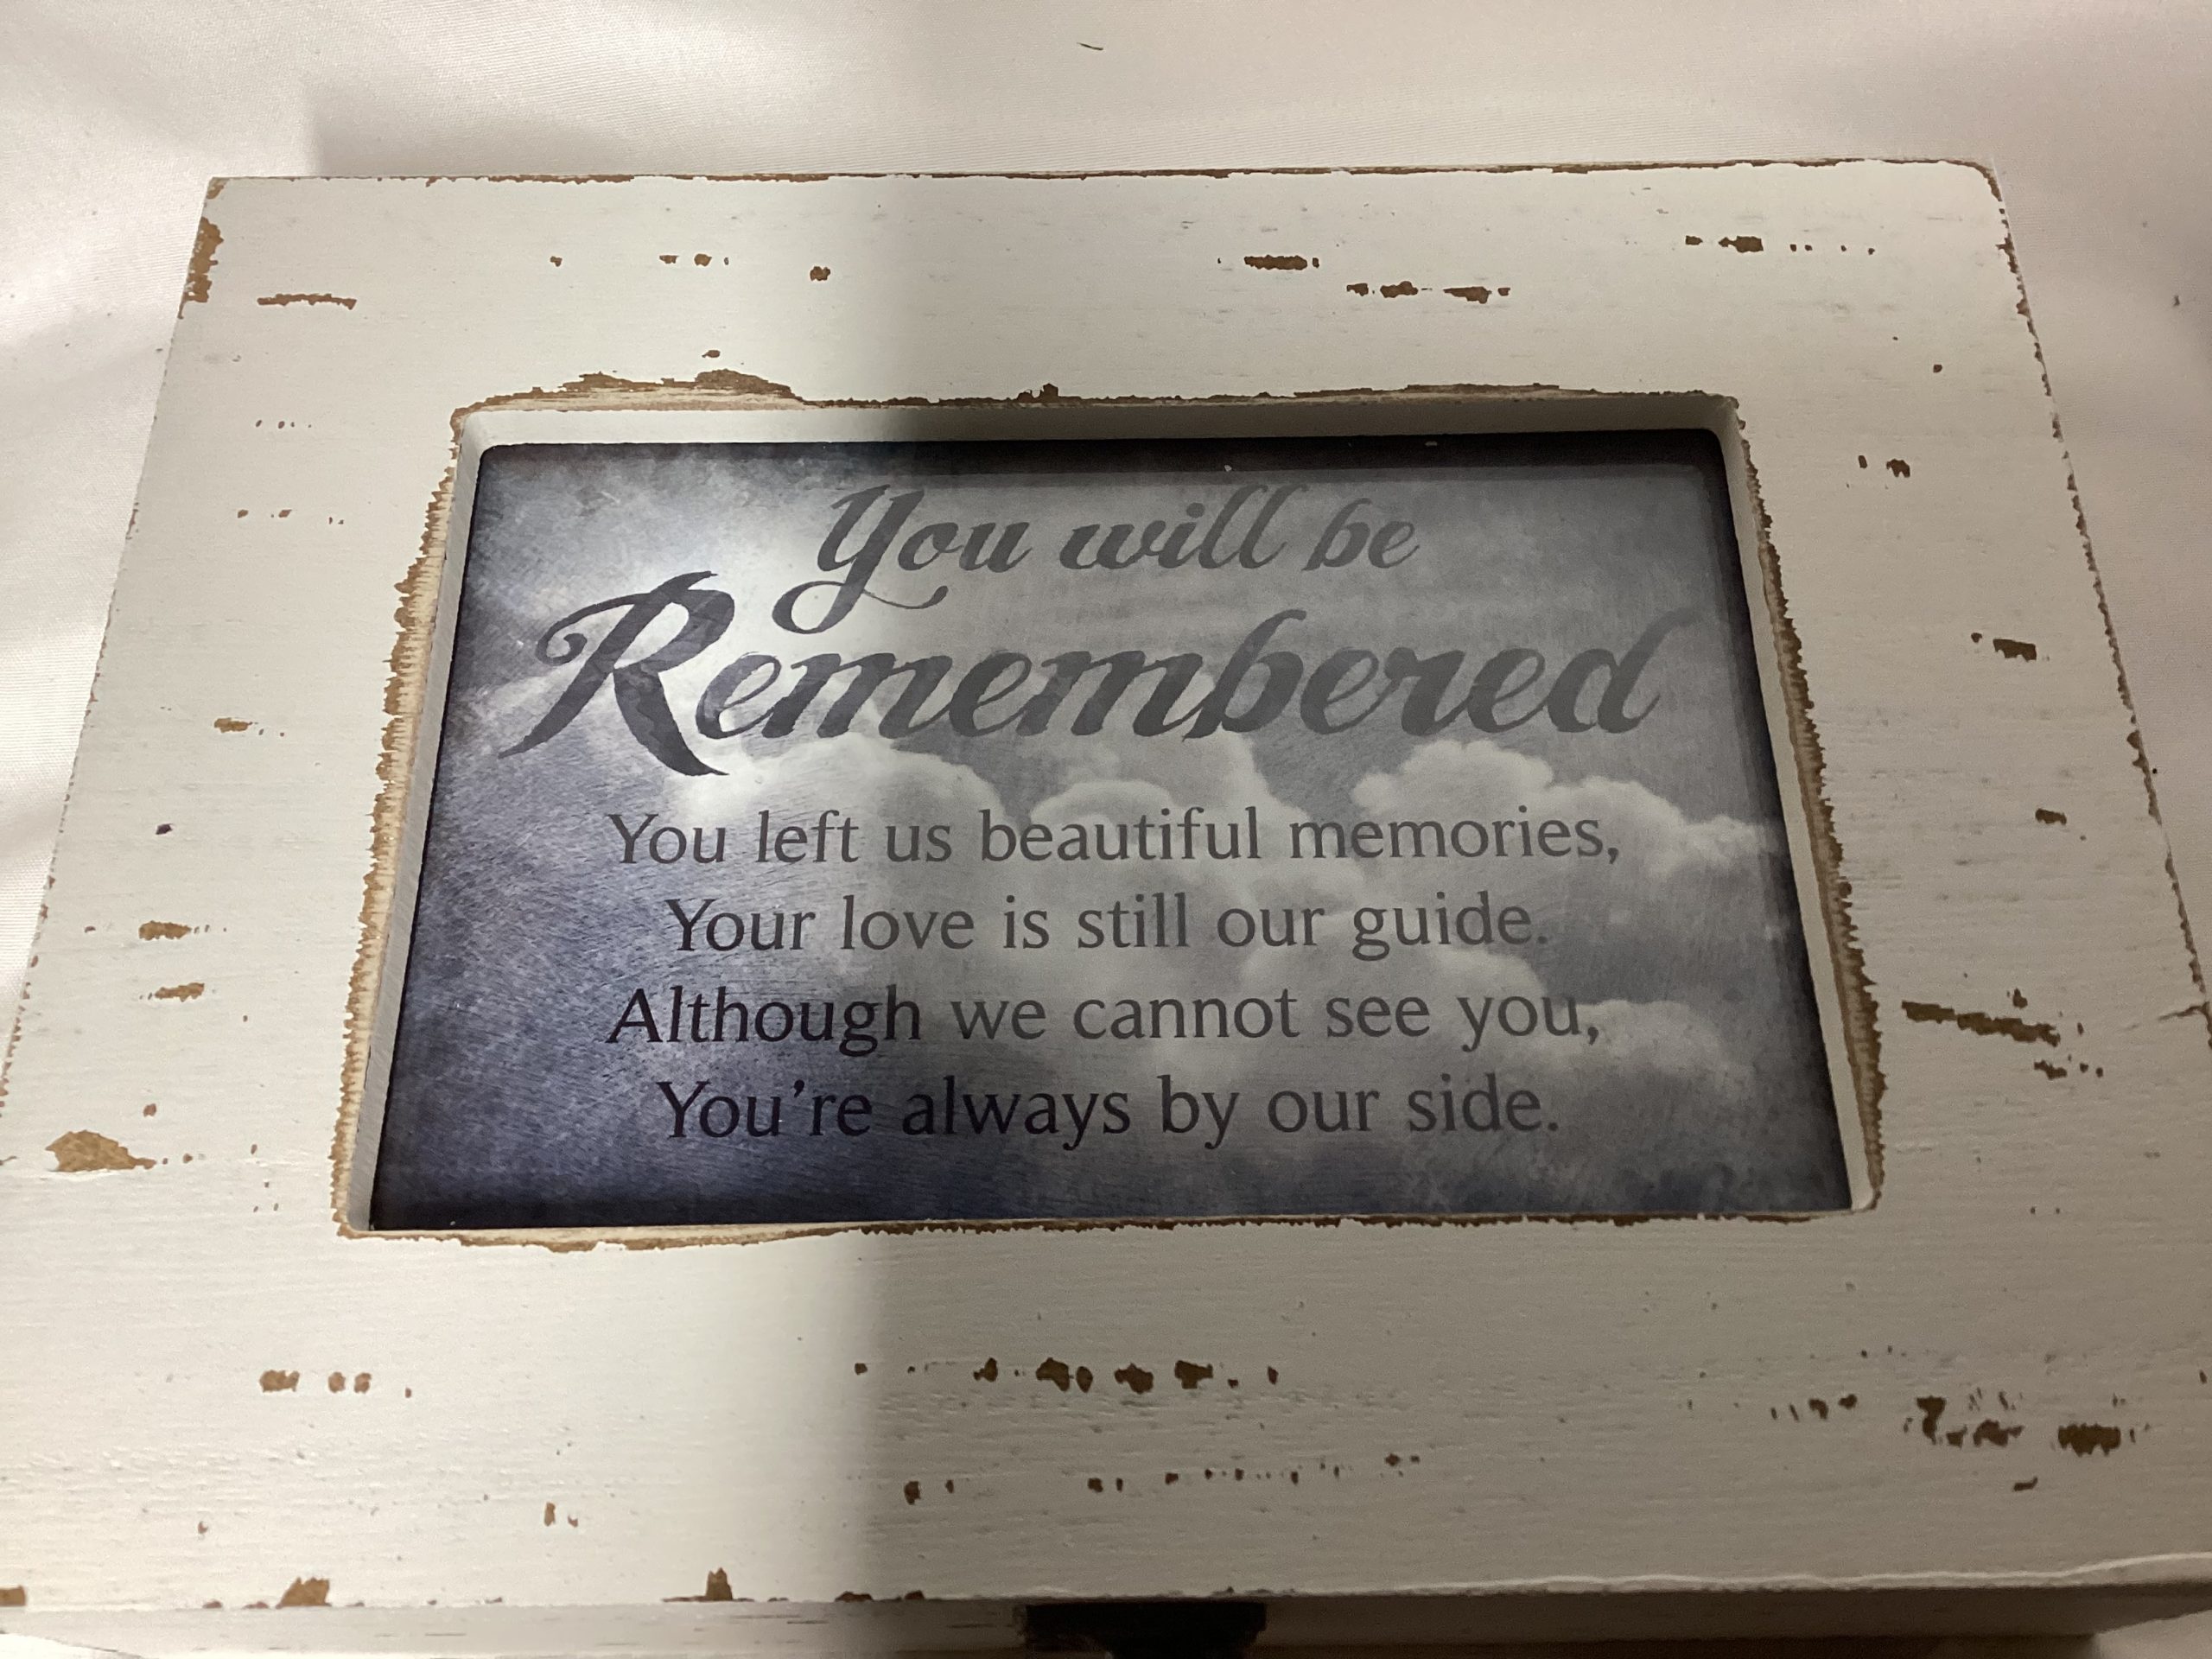 You will be
Remembered
You left us beautiful memories,
Your love is still our guide.
Although we cannot see you,
You're always by our side.